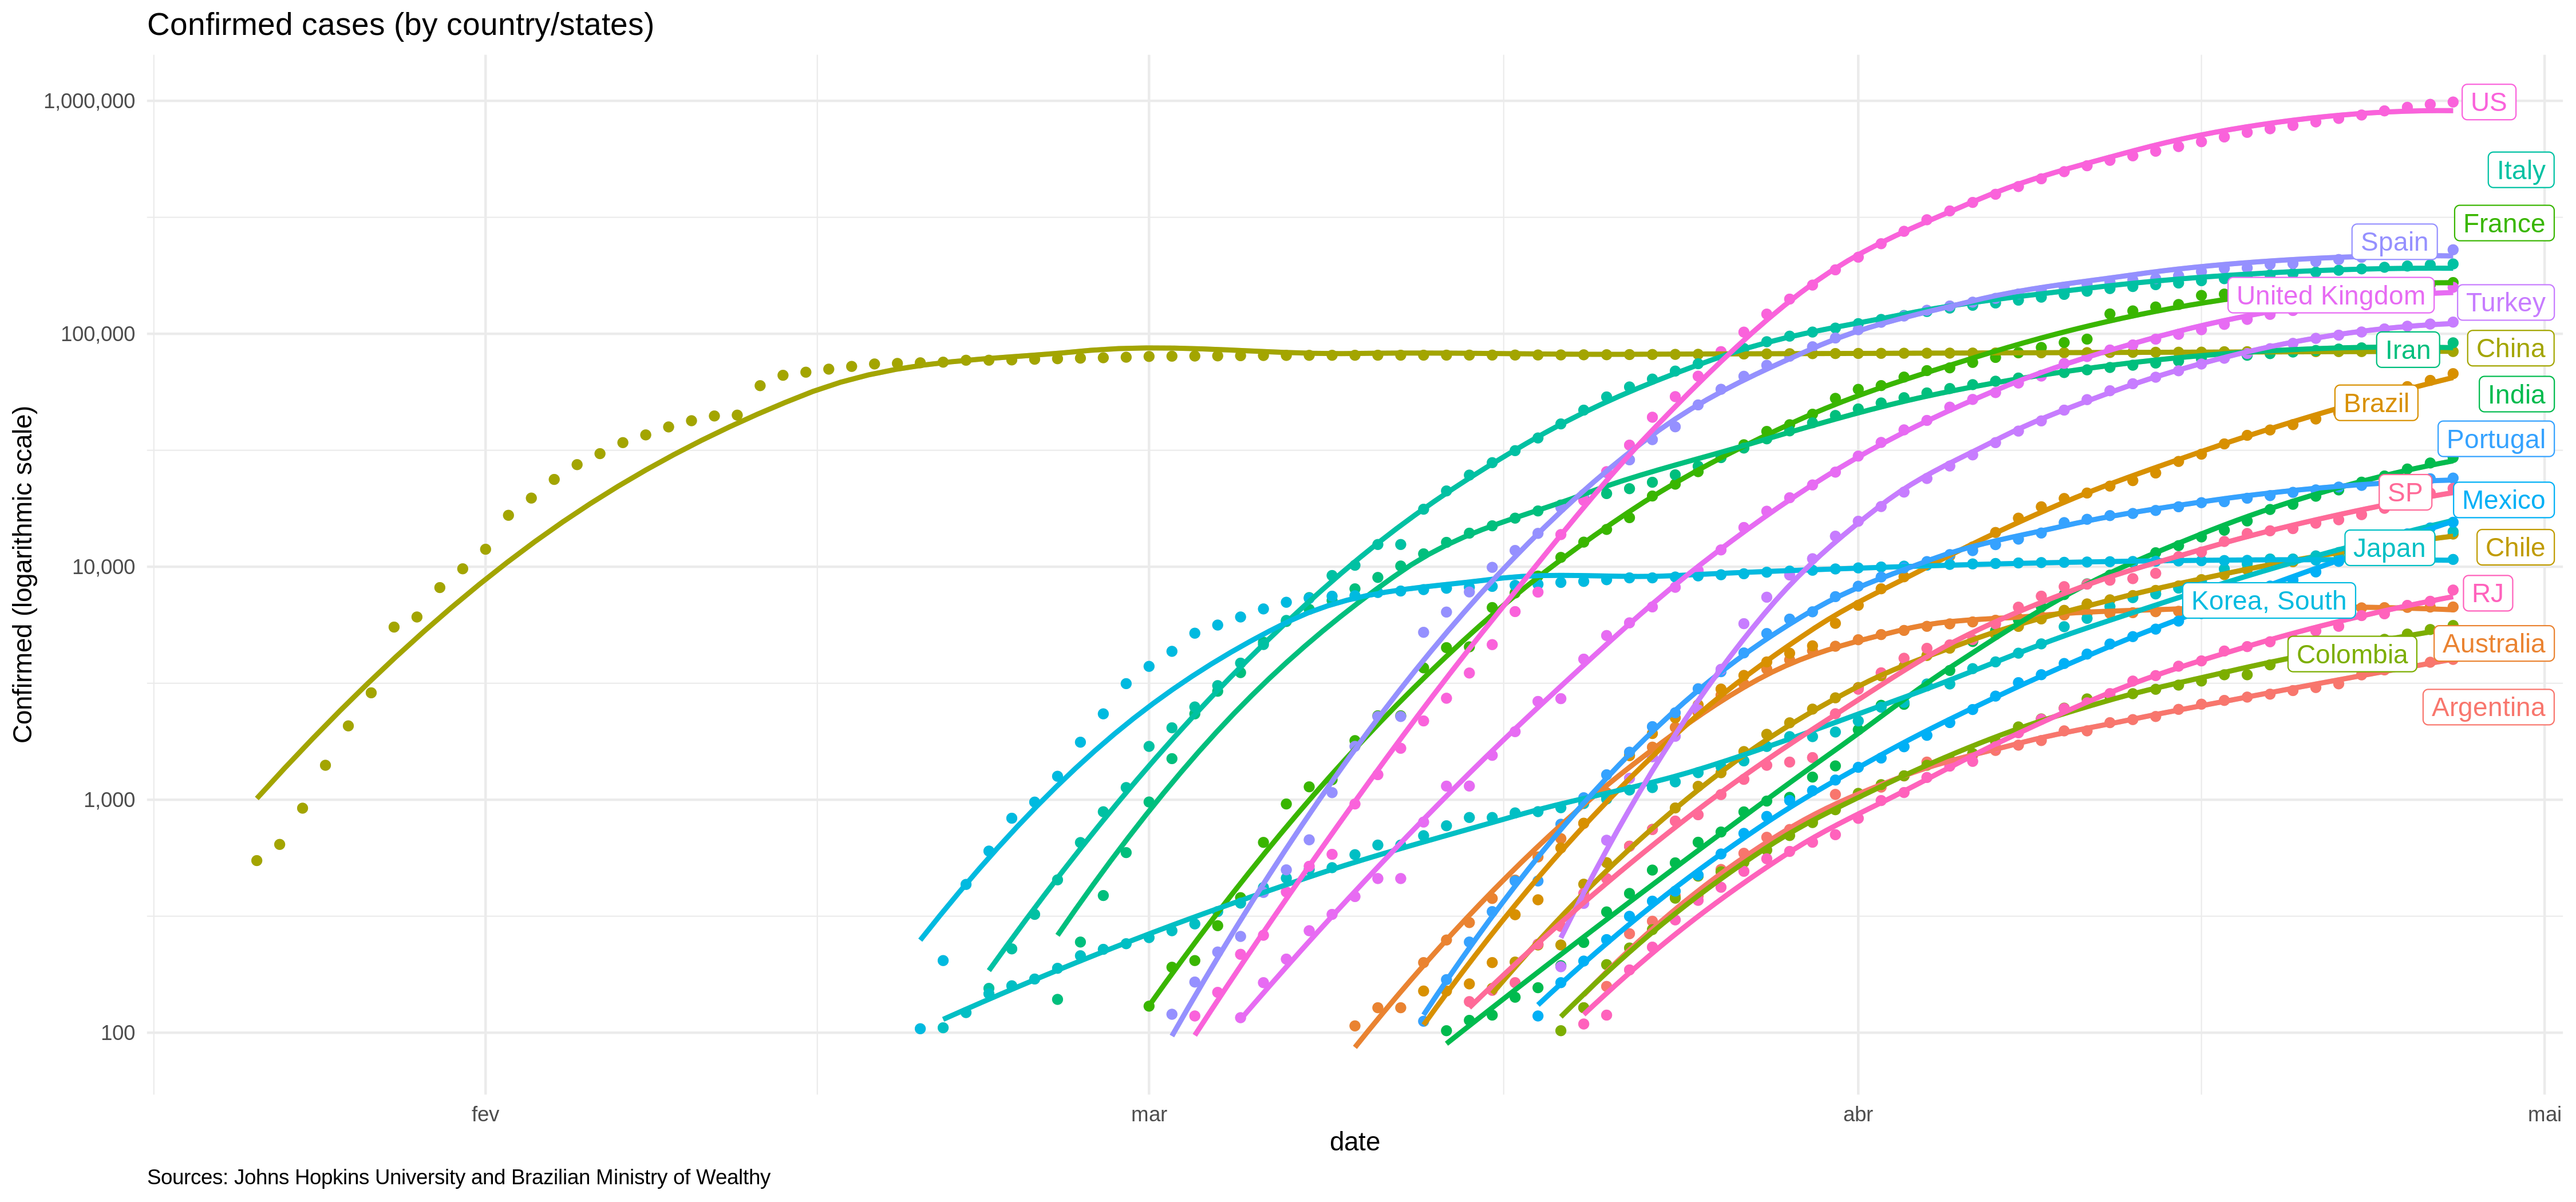 Confirmed cases (by country/states)
Confirmed (logarithmic scale)
1,000,000
100,000
10,000
1,000
100
US
Italy
France
Spain
United Kingdom
Turkey
China
Iran
India
Brazil
Portugal
SP
Mexico
Japan
Chile
RJ
Korea, South
Australia
Colombia
Argentina
fev
mar
abr
mai
date
Sources: Johns Hopkins University and Brazilian Ministry of Wealthy